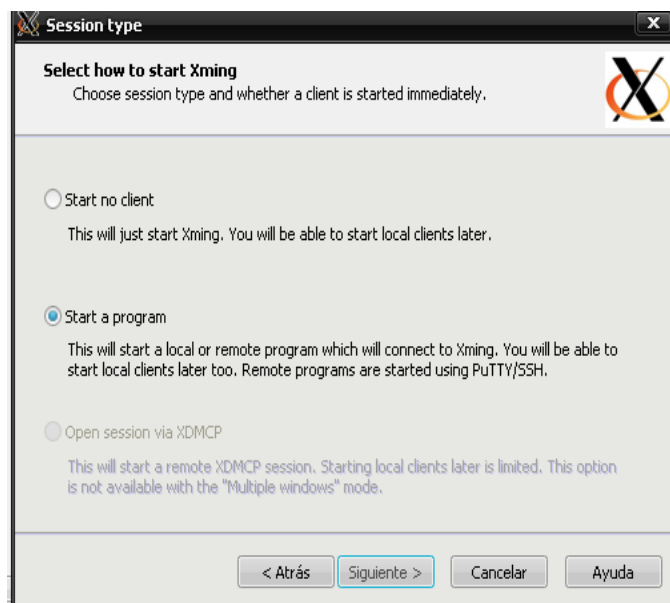 Session type
Select how to start Xming
Choose session type and whether a client is started immediately.
Start no client
This will just start Xming. You will be able to start local clients later.
Start a program
This will start a local or remote program which will connect to Xming. You will be able to
start local clients later too. Remote programs are started using PuTTY/SSH.
Open session via XDMCP
This will start a remote XDMCP session. Starting local clients later is limited. This option
is not available with the "Multiple windows" mode.
< Atrás Siguiente > Cancelar Ayuda